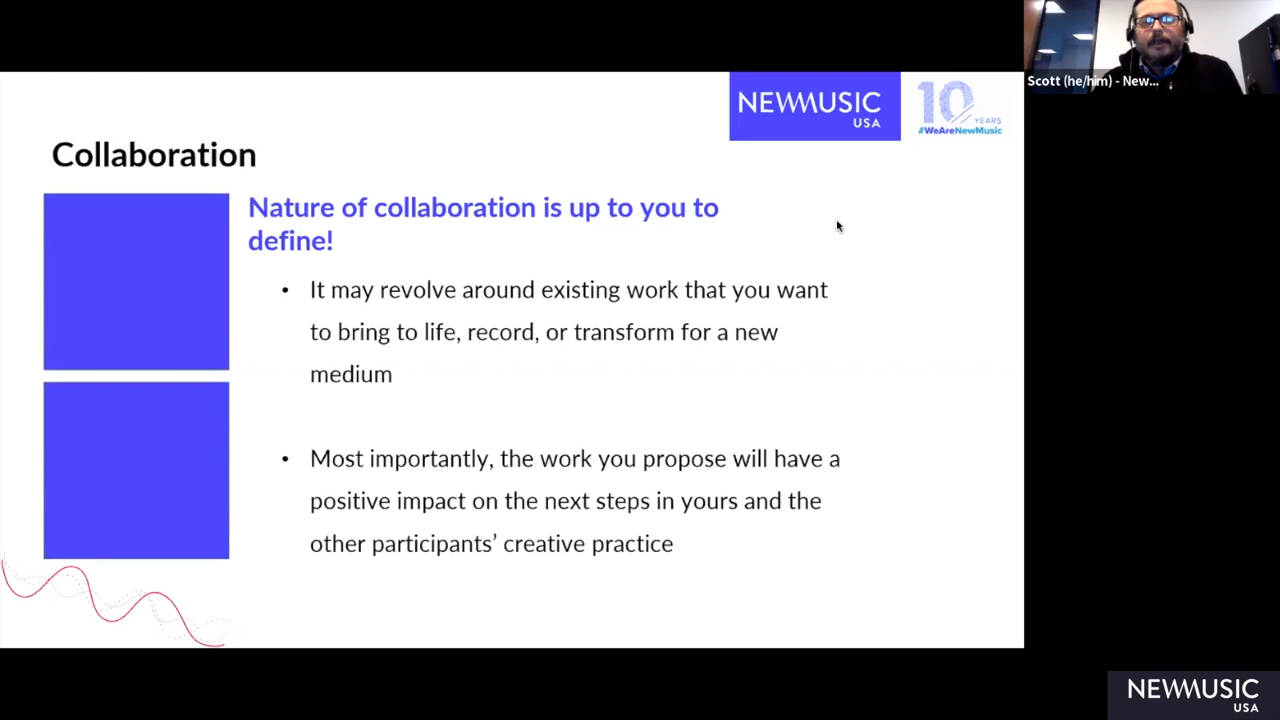 NEWMUSIC
USA
10
YEARS
#WeAreNewMusic
Scott (he/him) - New...
Collaboration
Nature of collaboration is up to you to
define!
• It may revolve around existing work that you want
to bring to life, record, or transform for a new
medium
• Most importantly, the work you propose will have a
positive impact on the next steps in yours and the
other participants’ creative practice
NEWMUSIC
USA